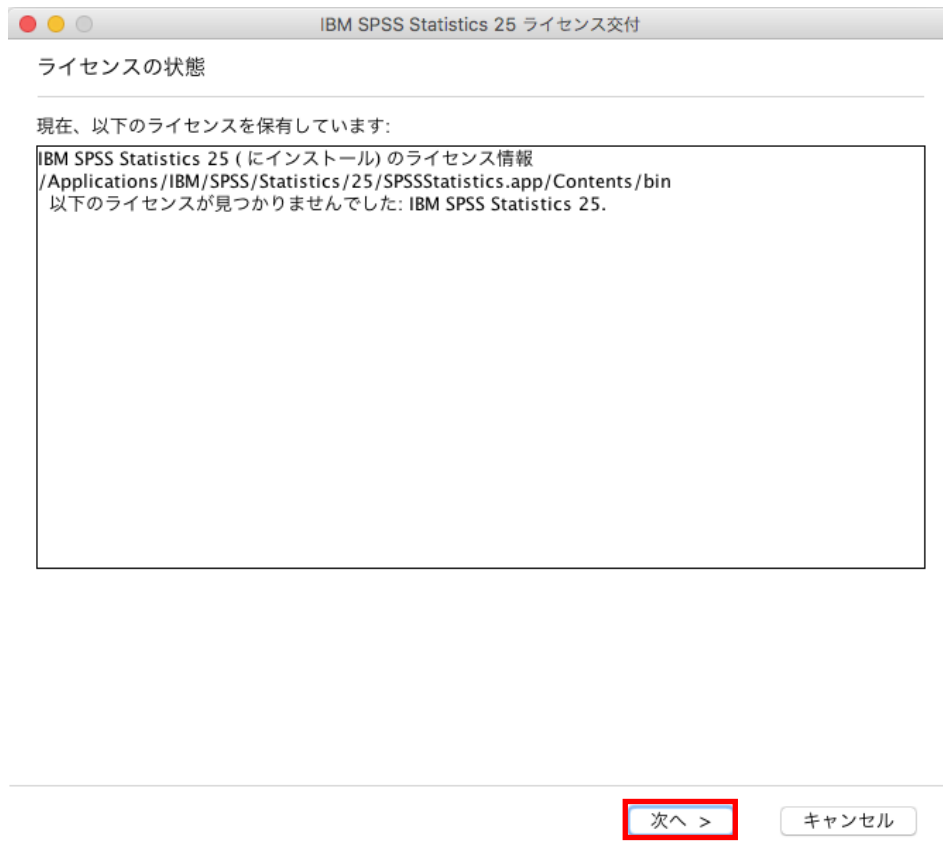 IBM SPSS Statistics 25 ライセンス交付
ライセンスの状態
現在、以下のライセンスを保有しています:
IBM SPSS Statistics 25 ( にインストール) のライセンス情報
/Applications/IBM/SPSS/Statistics/25/SPSSStatistics.app/Contents/bin
以下のライセンスが見つかりませんでした: IBM SPSS Statistics 25.
次へ >
キャンセル